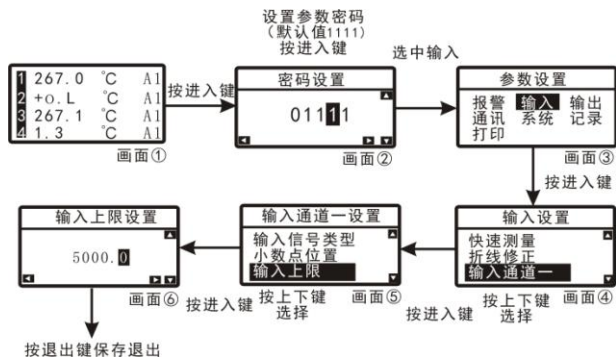 设置参数密码
（默认值1111）
按进入键
1 267.0 ℃ A1
2 +o.L ℃ A1
3 267.1 ℃ A1
4 1.3 ℃ A1
画面①
按进入键
密码设置
01111
画面②
选中输入
参数设置
报警 输入 输出
通讯 系统 记录
打印
画面③
按进入键
输入设置
快速测量
折线修正
输入通道一
画面④
按上下键
选择
按进入键
输入通道一设置
输入信号类型
小数点位置
输入上限
画面⑤
按上下键
选择
按进入键
输入上限设置
5000.0
画面⑥
按退出键保存退出